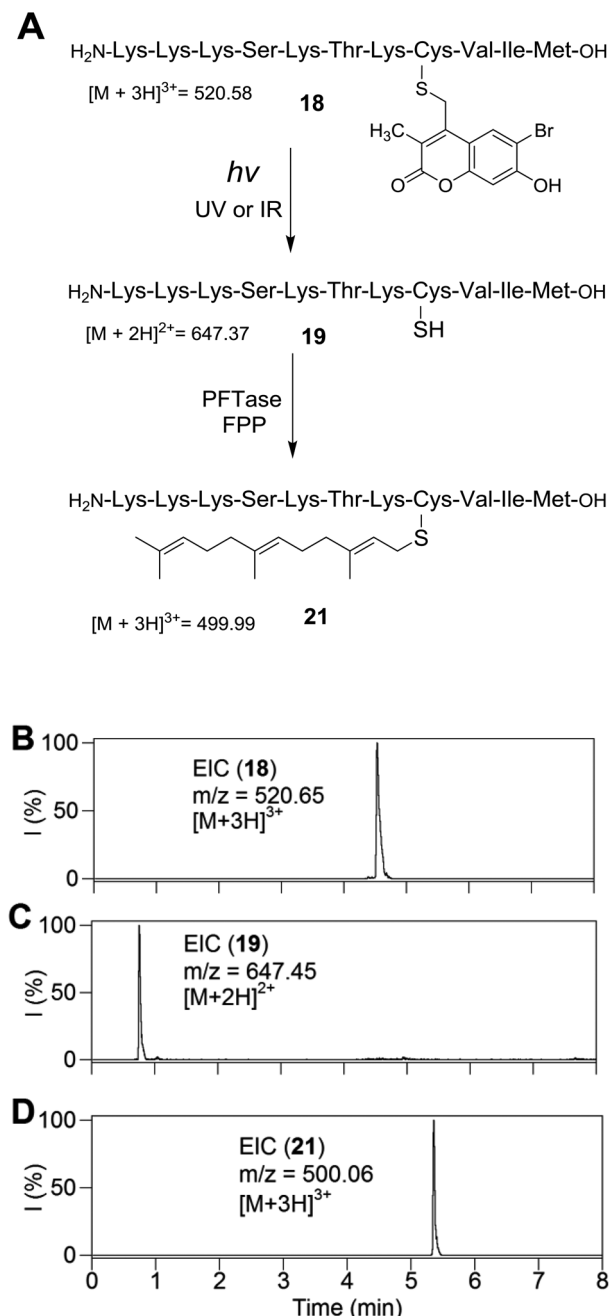 A
H₂N-Lys-Lys-Lys-Ser-Lys-Thr-Lys-Cys-Val-Ile-Met-OH
[M + 3H]³⁺= 520.58
18
S
H₃C
Br
O
O
OH
hv
UV or IR
H₂N-Lys-Lys-Lys-Ser-Lys-Thr-Lys-Cys-Val-Ile-Met-OH
[M + 2H]²⁺= 647.37
19
SH
PFTase
FPP
H₂N-Lys-Lys-Lys-Ser-Lys-Thr-Lys-Cys-Val-Ile-Met-OH
S
[M + 3H]³⁺= 499.99
21
B
100
50
0
I (%)
EIC (18)
m/z = 520.65
[M+3H]³⁺
C
100
50
0
I (%)
EIC (19)
m/z = 647.45
[M+2H]²⁺
D
100
50
0
I (%)
EIC (21)
m/z = 500.06
[M+3H]³⁺
0 1 2 3 4 5 6 7 8
Time (min)